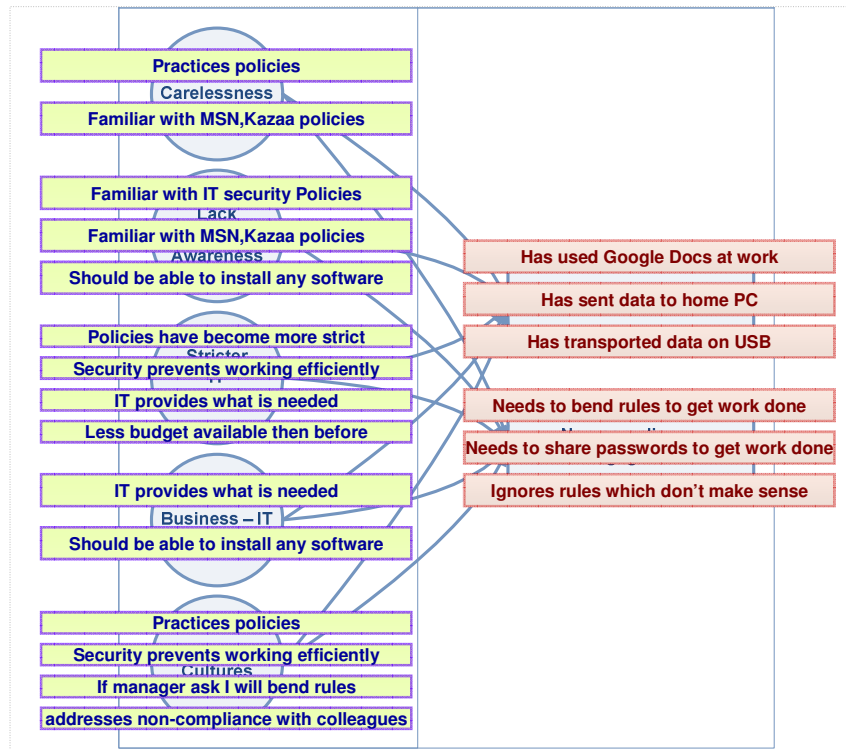 Practices policies
Carelessness
Familiar with MSN,Kazaa policies
Familiar with IT security Policies
Lack
Familiar with MSN,Kazaa policies
Awareness
Should be able to install any software
Policies have become more strict
Stricter
Security prevents working efficiently
IT provides what is needed
Less budget available then before
IT provides what is needed
Business – IT
Should be able to install any software
Practices policies
Security prevents working efficiently
Cultures
If manager ask I will bend rules
addresses non-compliance with colleagues
Has used Google Docs at work
Has sent data to home PC
Has transported data on USB
Needs to bend rules to get work done
Needs to share passwords to get work done
Ignores rules which don’t make sense